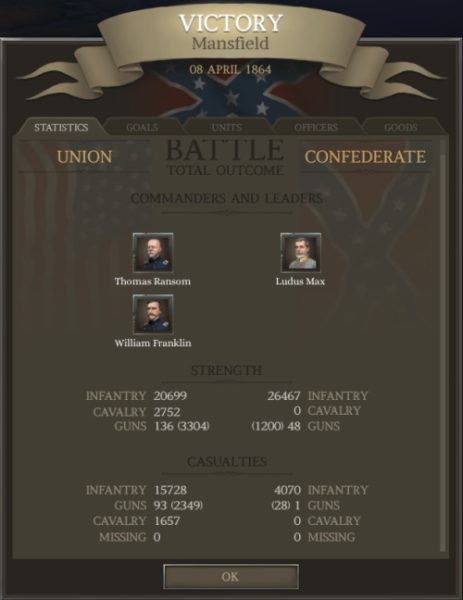 VICTORY
Mansfield
08 APRIL 1864
STATISTICS GOALS UNITS OFFICERS GOODS
UNION BATTLE CONFEDERATE
TOTAL OUTCOME
COMMANDERS AND LEADERS
Thomas Ransom Ludus Max
William Franklin
STRENGTH
INFANTRY 20699 26467 INFANTRY
CAVALRY 2752 0 CAVALRY
GUNS 136 (3304) (1200) 48 GUNS
CASUALTIES
INFANTRY 15728 4070 INFANTRY
GUNS 93 (2349) (28) 1 GUNS
CAVALRY 1657 0 CAVALRY
MISSING 0 0 MISSING
OK